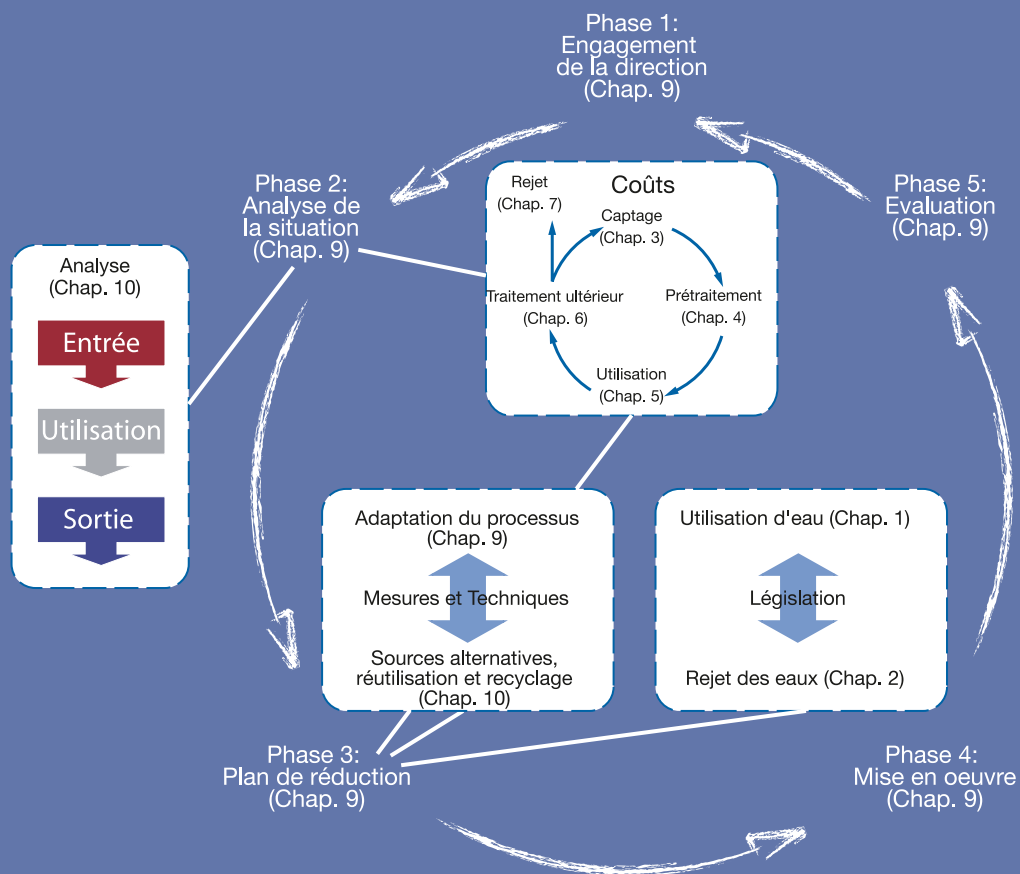 Phase 1:
Engagement
de la direction
(Chap. 9)
Phase 2:
Analyse de
la situation
(Chap. 9)
Phase 5:
Evaluation
(Chap. 9)
Coûts
Rejet
(Chap. 7)
Captage
(Chap. 3)
Traitement ultérieur
(Chap. 6)
Prétraitement
(Chap. 4)
Utilisation
(Chap. 5)
Analyse
(Chap. 10)
Entrée
Utilisation
Sortie
Adaptation du processus
(Chap. 9)
Mesures et Techniques
Sources alternatives,
réutilisation et recyclage
(Chap. 10)
Utilisation d'eau (Chap. 1)
Législation
Rejet des eaux (Chap. 2)
Phase 3:
Plan de réduction
(Chap. 9)
Phase 4:
Mise en oeuvre
(Chap. 9)